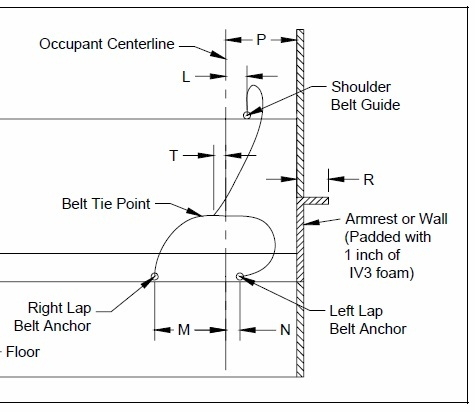 Occupant Centerline
P
L
Shoulder
Belt Guide
T
R
Belt Tie Point
Armrest or Wall
(Padded with
1 inch of
IV3 foam)
Right Lap
Belt Anchor
M
N
Left Lap
Belt Anchor
Floor